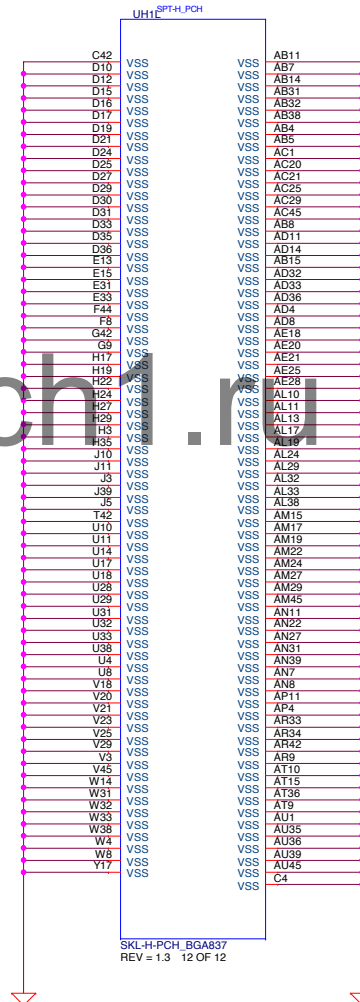 SPT-H_PCH
UH1L
C42 VSS VSS AB11
D10 VSS VSS AB7
D12 VSS VSS AB14
D15 VSS VSS AB31
D16 VSS VSS AB32
D17 VSS VSS AB38
D19 VSS VSS AB4
D21 VSS VSS AB5
D24 VSS VSS AC1
D25 VSS VSS AC20
D27 VSS VSS AC21
D29 VSS VSS AC25
D30 VSS VSS AC29
D31 VSS VSS AC45
D33 VSS VSS AB8
D35 VSS VSS AD11
D36 VSS VSS AD14
E13 VSS VSS AB15
E15 VSS VSS AD32
E31 VSS VSS AD33
E33 VSS VSS AD36
F44 VSS VSS AD4
F8 VSS VSS AD8
G42 VSS VSS AE18
G9 VSS VSS AE20
H17 VSS VSS AE21
H19 VSS VSS AE25
H22 VSS VSS AE28
H24 VSS VSS AL10
H27 VSS VSS AL11
H29 VSS VSS AL13
H3 VSS VSS AL17
H35 VSS VSS AL19
J10 VSS VSS AL24
J11 VSS VSS AL29
J3 VSS VSS AL32
J39 VSS VSS AL33
J5 VSS VSS AL38
T42 VSS VSS AM15
U10 VSS VSS AM17
U11 VSS VSS AM19
U14 VSS VSS AM22
U17 VSS VSS AM24
U18 VSS VSS AM27
U28 VSS VSS AM29
U29 VSS VSS AM45
U31 VSS VSS AN11
U32 VSS VSS AN22
U33 VSS VSS AN27
U38 VSS VSS AN31
U4 VSS VSS AN39
U8 VSS VSS AN7
V18 VSS VSS AN8
V20 VSS VSS AP11
V21 VSS VSS AP4
V23 VSS VSS AR33
V25 VSS VSS AR34
V29 VSS VSS AR42
V3 VSS VSS AR9
V45 VSS VSS AT10
W14 VSS VSS AT15
W31 VSS VSS AT36
W32 VSS VSS AT9
W33 VSS VSS AU1
W38 VSS VSS AU35
W4 VSS VSS AU36
W8 VSS VSS AU39
Y17 VSS VSS AU45
VSS C4
ch1.ru
SKL-H-PCH_BGA837
REV = 1.3 12 OF 12